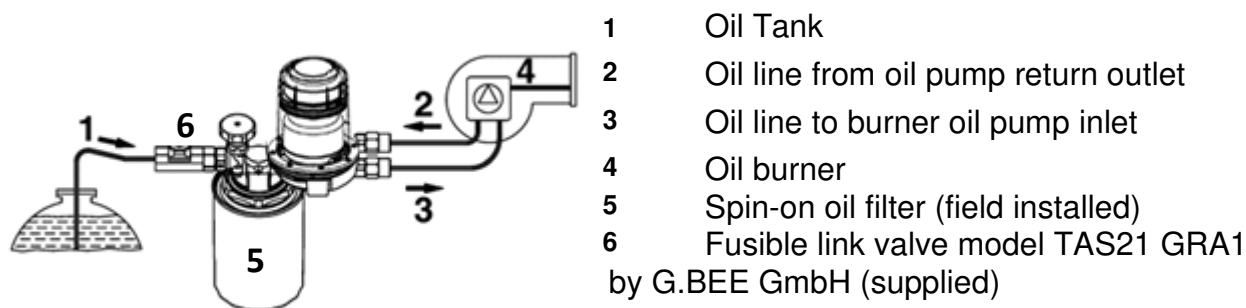 1 Oil Tank
2 Oil line from oil pump return outlet
3 Oil line to burner oil pump inlet
4 Oil burner
5 Spin-on oil filter (field installed)
6 Fusible link valve model TAS21 GRA1
by G.BEE GmbH (supplied)
1
6
2
4
3
5